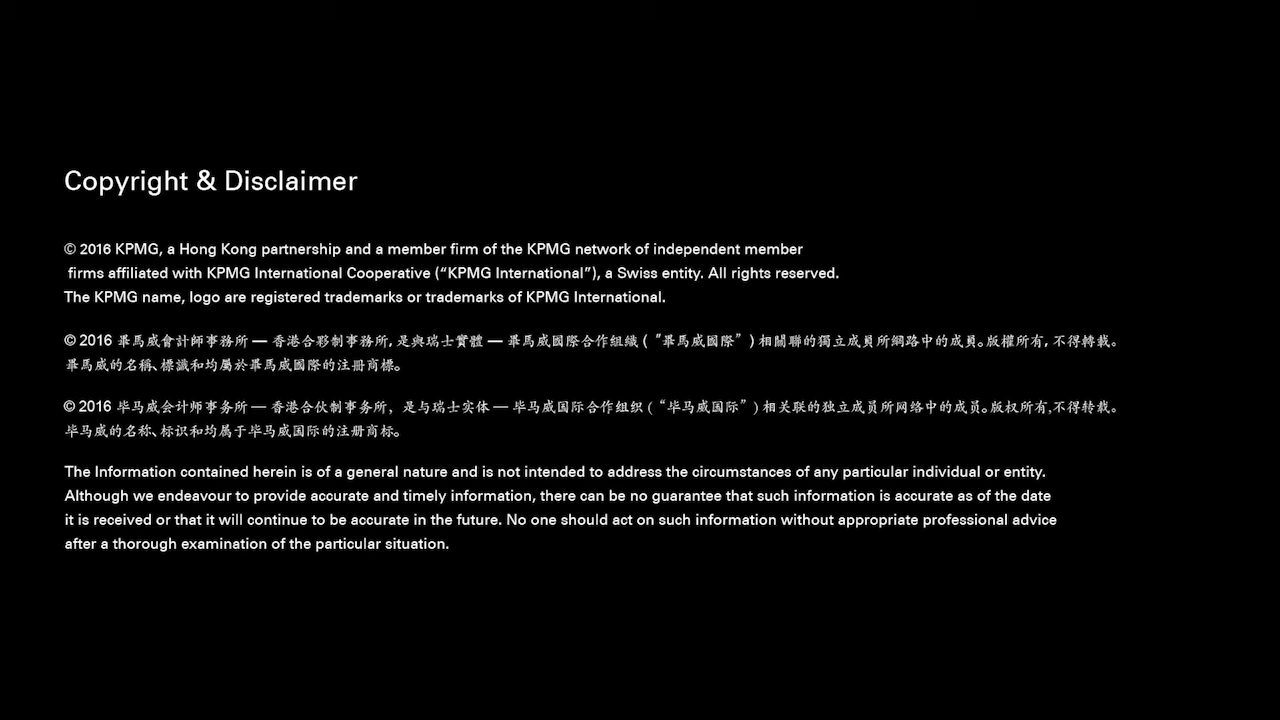 Copyright & Disclaimer
© 2016 KPMG, a Hong Kong partnership and a member firm of the KPMG network of independent member
firms affiliated with KPMG International Cooperative (“KPMG International”), a Swiss entity. All rights reserved.
The KPMG name, logo are registered trademarks or trademarks of KPMG International.
© 2016 畢馬威會計師事務所 — 香港合夥制事務所, 是與瑞士實體 — 畢馬威國際合作組織 ( "畢馬威國際” ) 相關聯的獨立成員所網路中的成員。版權所有, 不得轉載。
畢馬威的名稱、標識和均屬於畢馬威國際的注冊商標。
© 2016 毕马威会计师事务所 — 香港合伙制事务所，是与瑞士实体 — 毕马威国际合作组织 ( “毕马威国际” ) 相关联的独立成员所网络中的成员。版权所有,不得转载。
毕马威的名称、标识和均属于毕马威国际的注册商标。
The Information contained herein is of a general nature and is not intended to address the circumstances of any particular individual or entity.
Although we endeavour to provide accurate and timely information, there can be no guarantee that such information is accurate as of the date
it is received or that it will continue to be accurate in the future. No one should act on such information without appropriate professional advice
after a thorough examination of the particular situation.